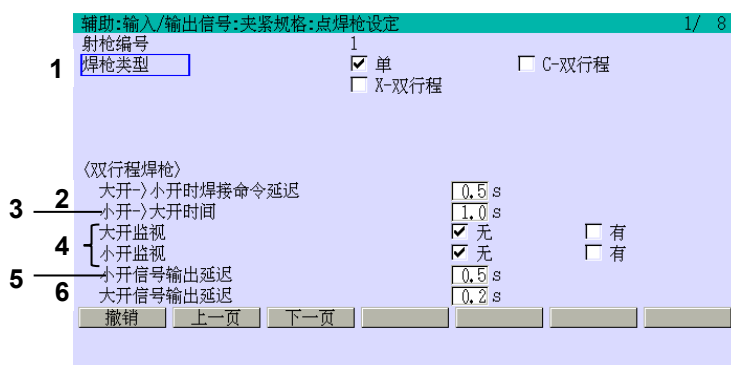 辅助:输入/输出信号:夹紧规格:点焊枪设定 1/ 8
射枪编号 1
1 焊枪类型 单 C-双行程
X-双行程
〈双行程焊枪〉
2 大开-〉小开时焊接命令延迟 0.5 s
3 小开-〉大开时间 1.0 s
4 大开监视 无 有
小开监视 无 有
5 小开信号输出延迟 0.5 s
6 大开信号输出延迟 0.2 s
撤销 上一页 下一页